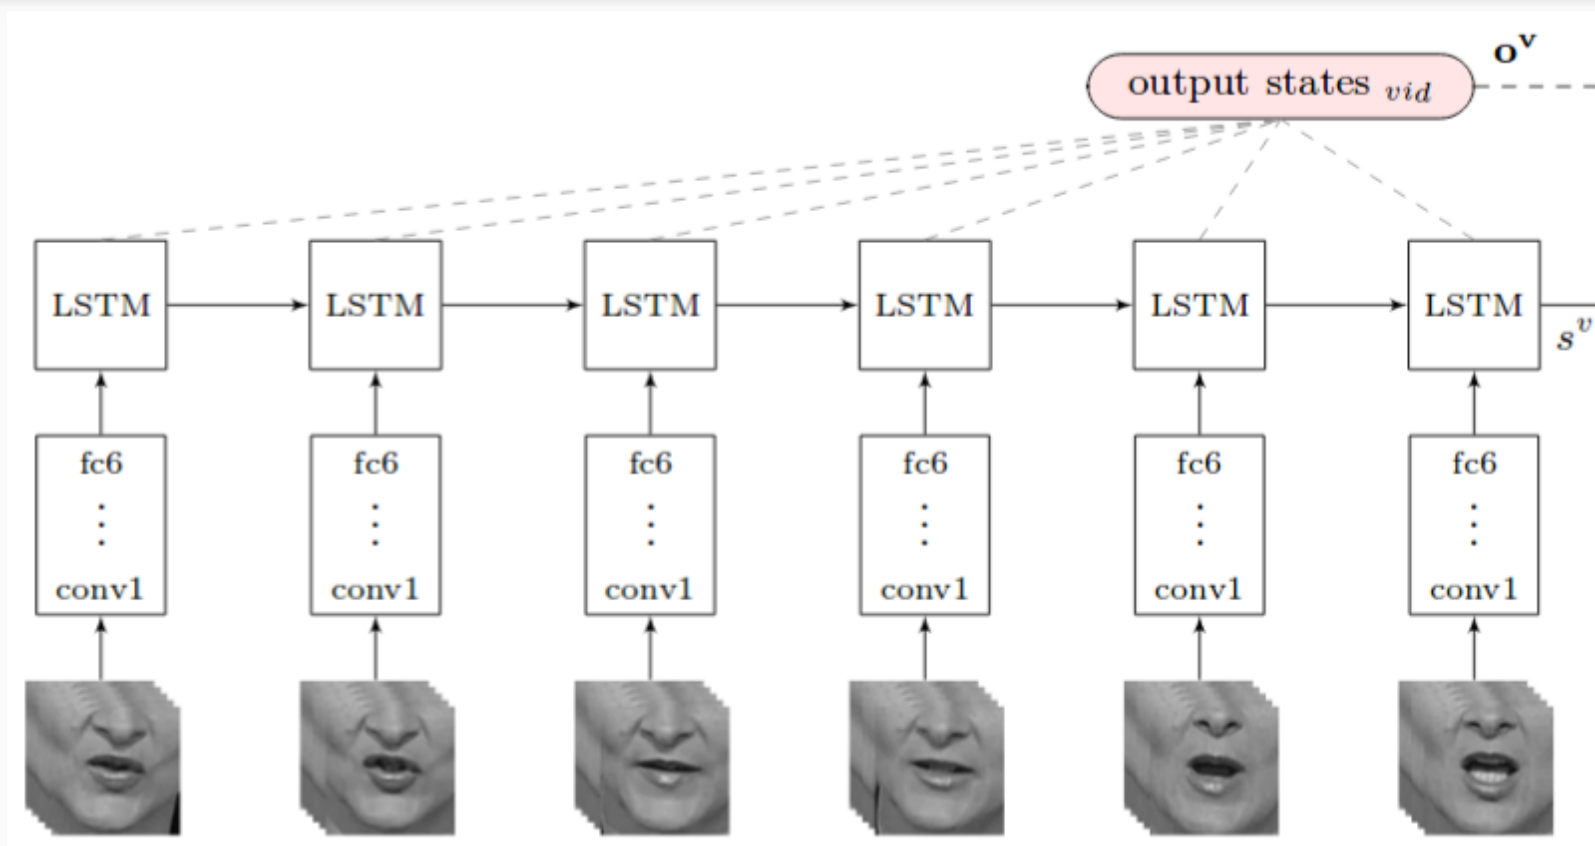 o^v
output states vid
LSTM LSTM LSTM LSTM LSTM LSTM
s^v
fc6 fc6 fc6 fc6 fc6 fc6
⋮ ⋮ ⋮ ⋮ ⋮ ⋮
conv1 conv1 conv1 conv1 conv1 conv1